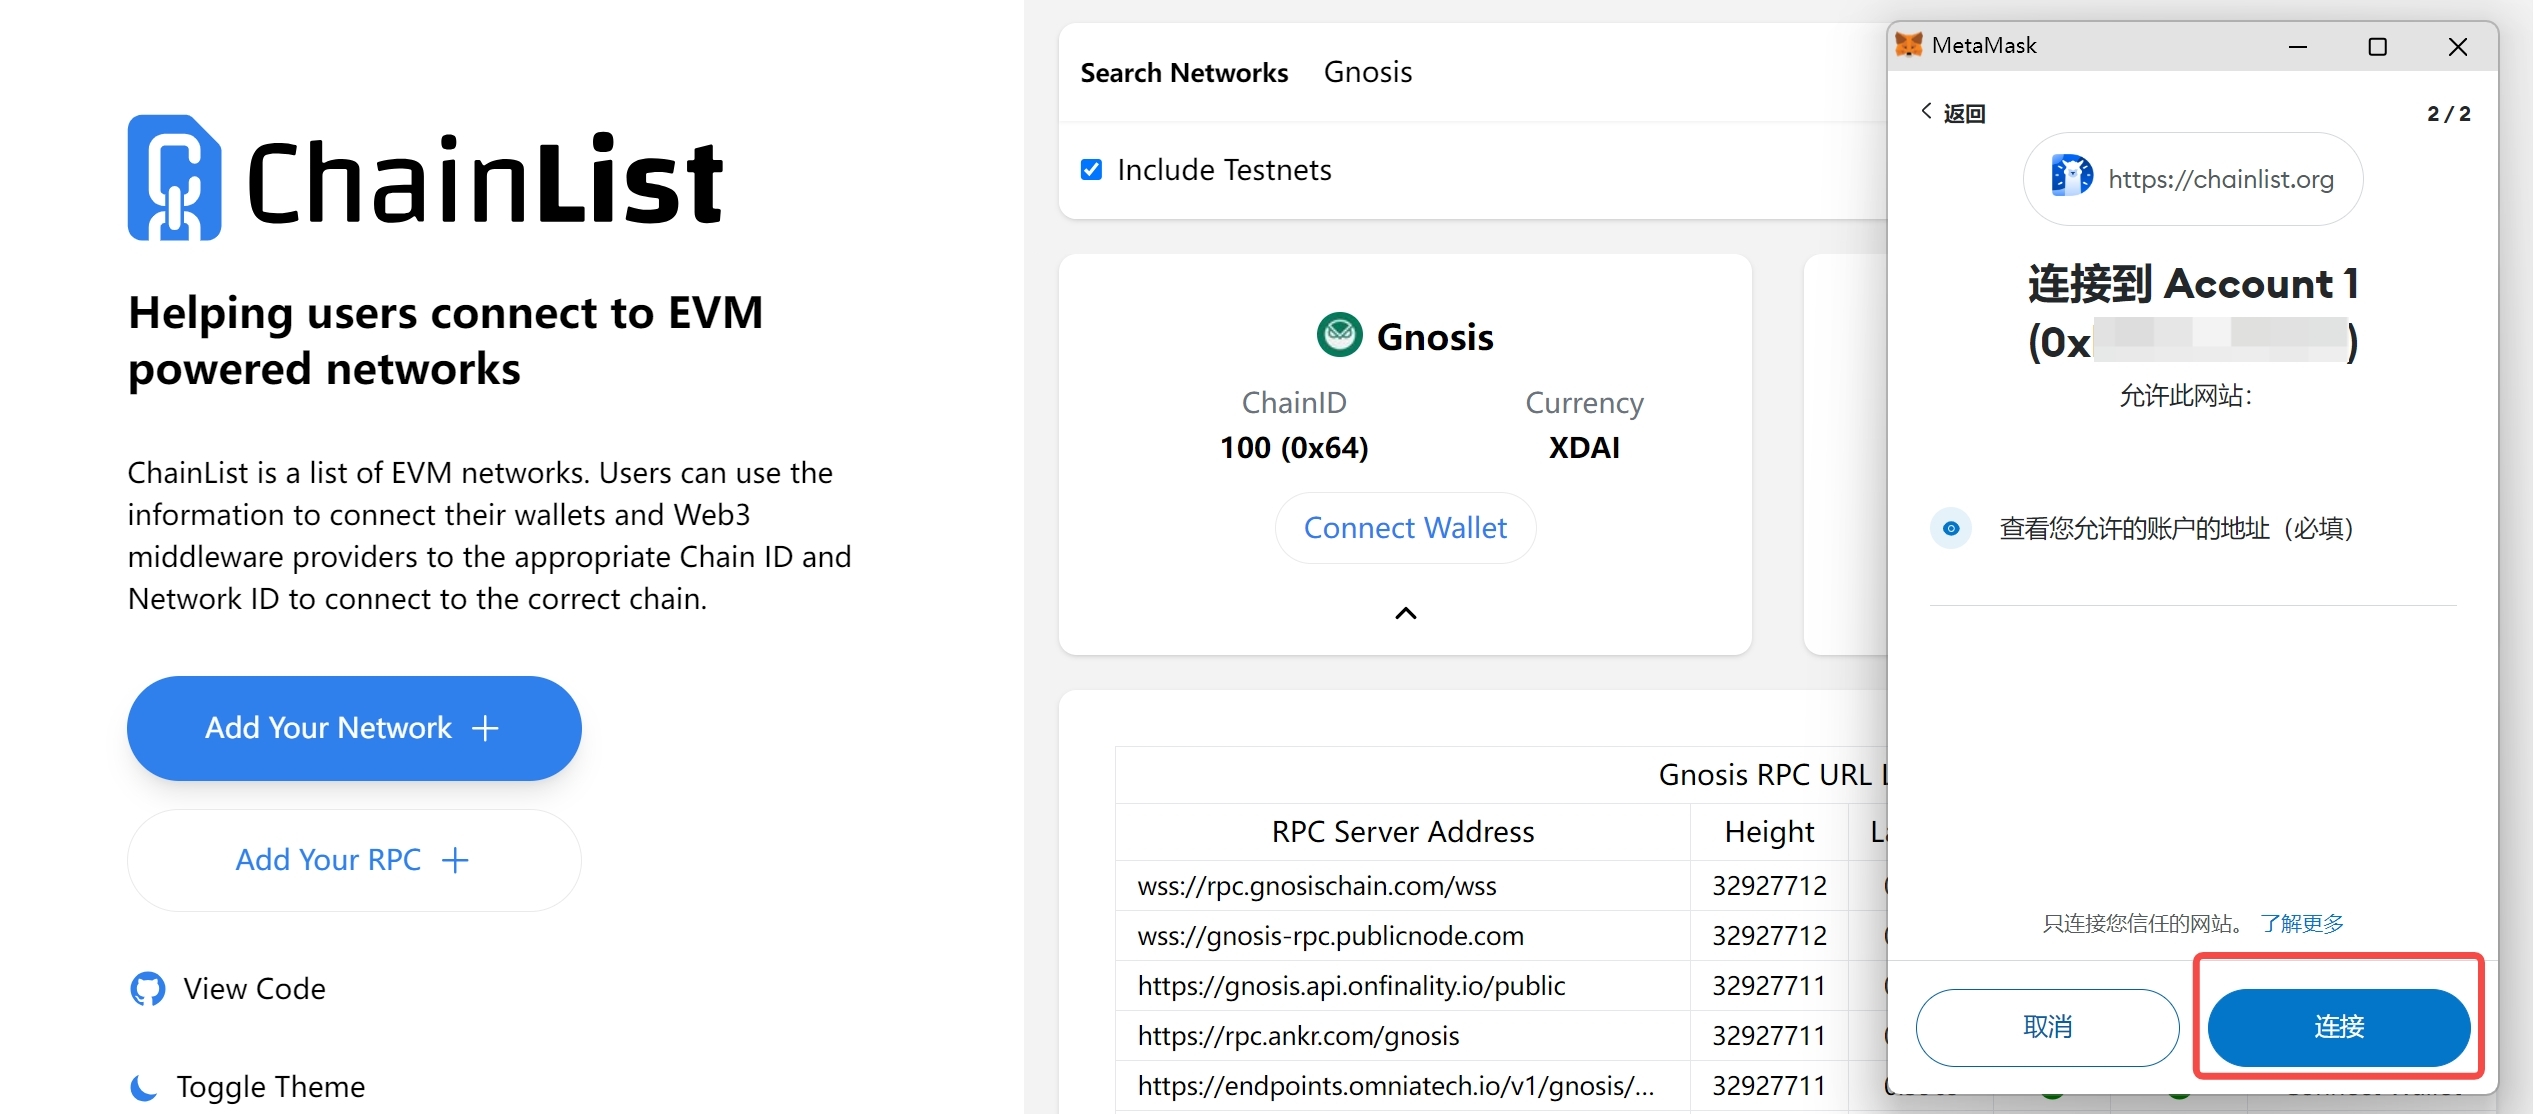 ChainList
Helping users connect to EVM
powered networks
ChainList is a list of EVM networks. Users can use the
information to connect their wallets and Web3
middleware providers to the appropriate Chain ID and
Network ID to connect to the correct chain.
Add Your Network
Add Your RPC
View Code
Toggle Theme
Search Networks Gnosis
Include Testnets
Gnosis
ChainID Currency
100 (0x64) XDAI
Connect Wallet
Gnosis RPC URL
RPC Server Address Height
wss://rpc.gnosischain.com/wss 32927712
wss://gnosis-rpc.publicnode.com 32927712
https://gnosis.api.onfinality.io/public 32927711
https://rpc.ankr.com/gnosis 32927711
https://endpoints.omniatech.io/v1/gnosis/... 32927711
MetaMask
返回 2 / 2
https://chainlist.org
连接到 Account 1
(0x )
允许此网站：
查看您允许的账户的地址（必填）
只连接您信任的网站。 了解更多
取消 连接